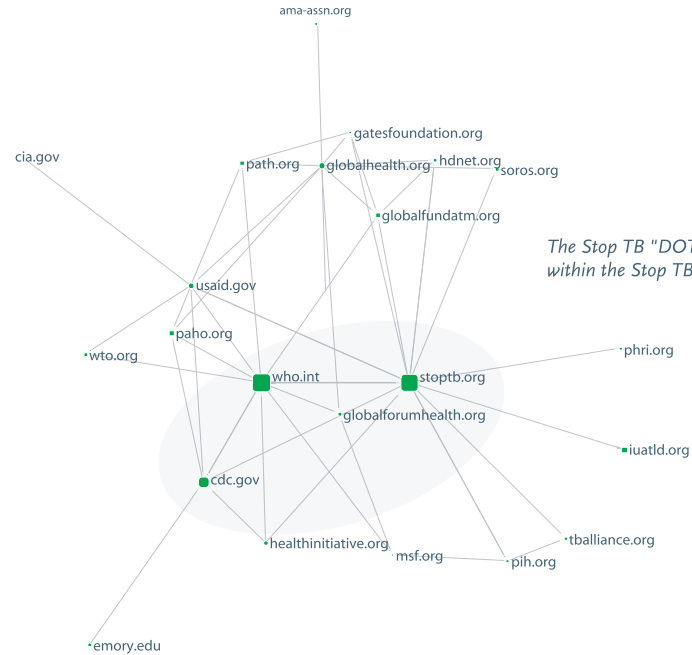 ama-assn.org
gatesfoundation.org
cia.gov
path.org
globalhealth.org
hdnet.org
soros.org
globalfundatm.org
The Stop TB "DOT
within the Stop TB
usaid.gov
paho.org
wto.org
phri.org
who.int
stoptb.org
globalforumhealth.org
iuatld.org
cdc.gov
healthinitiative.org
msf.org
tballiance.org
pih.org
emory.edu